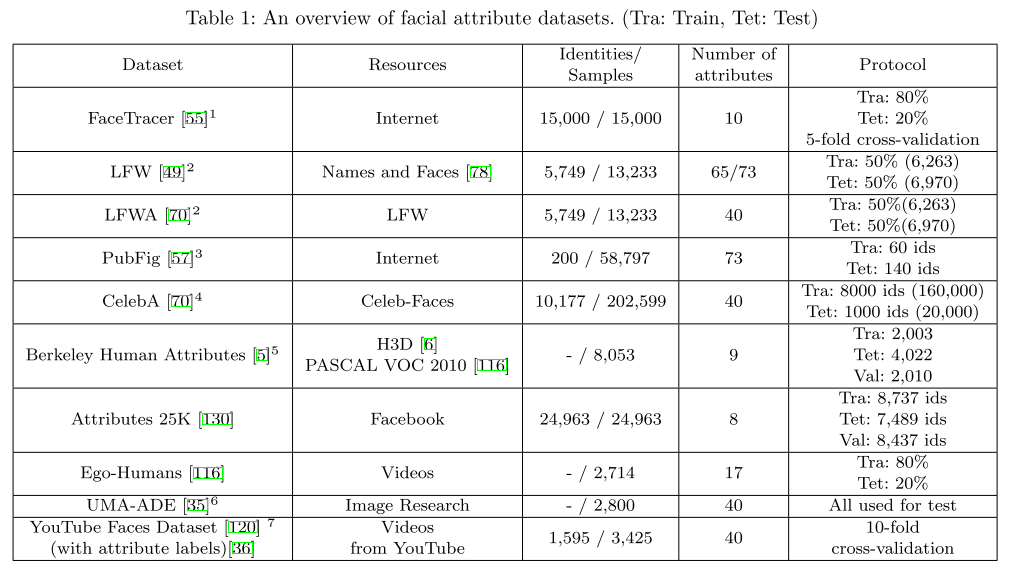 Table 1: An overview of facial attribute datasets. (Tra: Train, Tet: Test)
Dataset Resources Identities/ Samples Number of attributes Protocol
FaceTracer [55]1 Internet 15,000 / 15,000 10 Tra: 80%
Tet: 20%
5-fold cross-validation
LFW [49]2 Names and Faces [78] 5,749 / 13,233 65/73 Tra: 50% (6,263)
Tet: 50% (6,970)
LFWA [70]2 LFW 5,749 / 13,233 40 Tra: 50%(6,263)
Tet: 50%(6,970)
PubFig [57]3 Internet 200 / 58,797 73 Tra: 60 ids
Tet: 140 ids
CelebA [70]4 Celeb-Faces 10,177 / 202,599 40 Tra: 8000 ids (160,000)
Tet: 1000 ids (20,000)
Berkeley Human Attributes [5]5 H3D [6]
PASCAL VOC 2010 [116] - / 8,053 9 Tra: 2,003
Tet: 4,022
Val: 2,010
Attributes 25K [130] Facebook 24,963 / 24,963 8 Tra: 8,737 ids
Tet: 7,489 ids
Val: 8,437 ids
Ego-Humans [116] Videos - / 2,714 17 Tra: 80%
Tet: 20%
UMA-ADE [35]6 Image Research - / 2,800 40 All used for test
YouTube Faces Dataset [120] 7
(with attribute labels)[36] Videos
from YouTube 1,595 / 3,425 40 10-fold
cross-validation